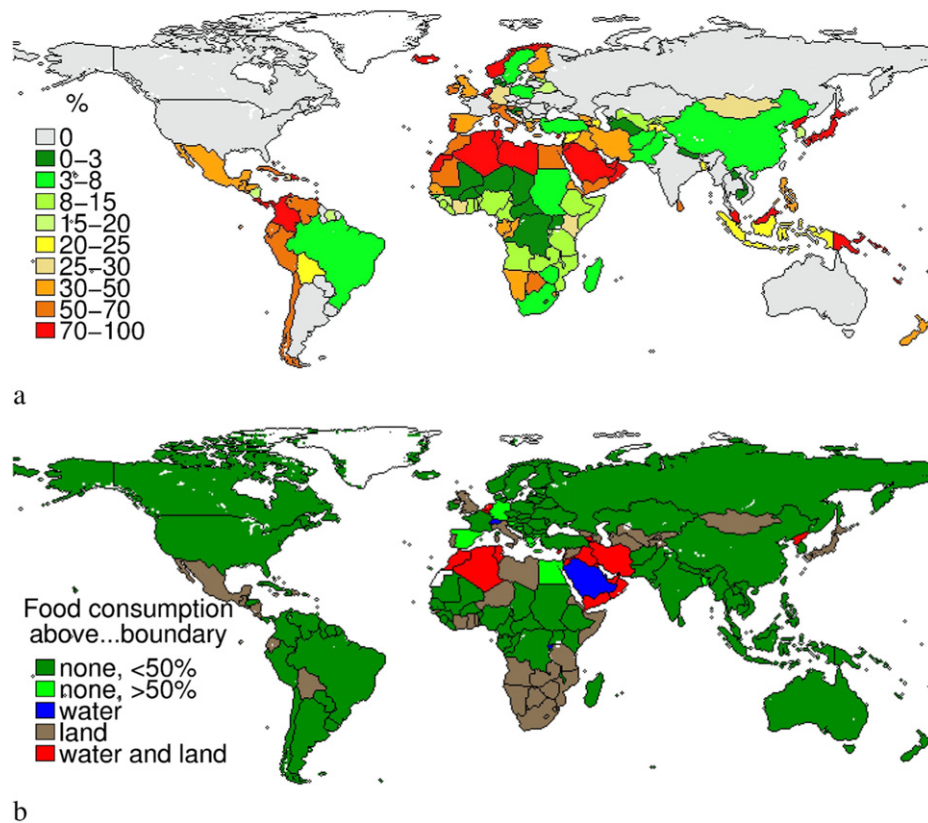 %
0
0–3
3–8
8–15
15–20
20–25
25–30
30–50
50–70
70–100
a
Food consumption
above...boundary
none, <50%
none, >50%
water
land
water and land
b